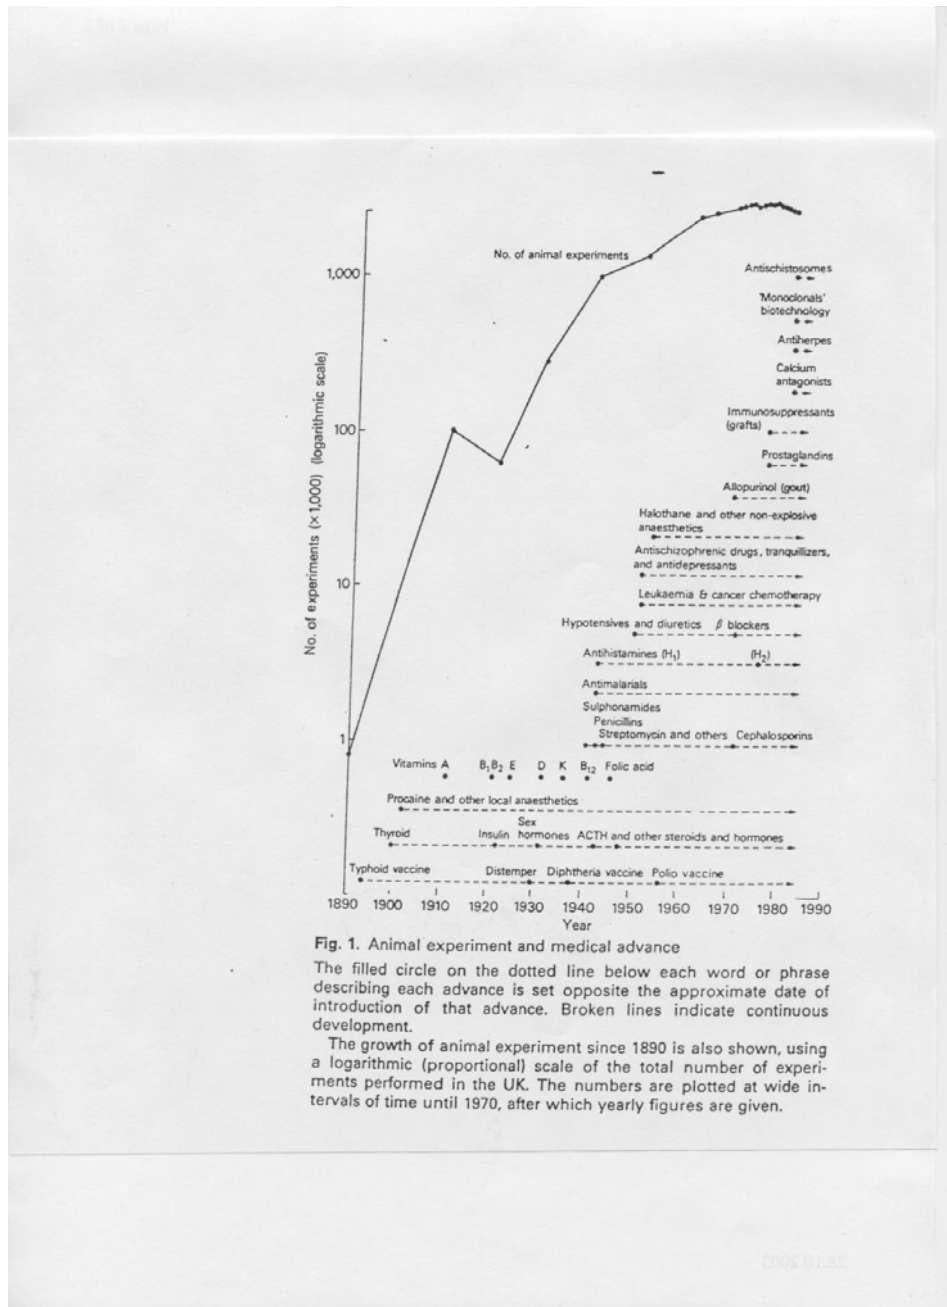 No. of animal experiments
1,000
100
10
1
No. of experiments (×1,000) (logarithmic scale)
Antischistosomes
'Monoclonals'
biotechnology
Antiherpes
Calcium
antagonists
Immunosuppressants
(grafts)
Prostaglandins
Allopurinol (gout)
Halothane and other non-explosive
anaesthetics
Antischizophrenic drugs, tranquillizers,
and antidepressants
Leukaemia & cancer chemotherapy
Hypotensives and diuretics β blockers
Antihistamines (H₁) (H₂)
Antimalarials
Sulphonamides
Penicillins
Streptomycin and others Cephalosporins
Vitamins A B₁ B₂ E D K B₁₂ Folic acid
Procaine and other local anaesthetics
Sex
Thyroid Insulin hormones ACTH and other steroids and hormones
Typhoid vaccine Distemper Diphtheria vaccine Polio vaccine
1890 1900 1910 1920 1930 1940 1950 1960 1970 1980 1990
Year
Fig. 1. Animal experiment and medical advance
The filled circle on the dotted line below each word or phrase
describing each advance is set opposite the approximate date of
introduction of that advance. Broken lines indicate continuous
development.
The growth of animal experiment since 1890 is also shown, using
a logarithmic (proportional) scale of the total number of experi-
ments performed in the UK. The numbers are plotted at wide in-
tervals of time until 1970, after which yearly figures are given.